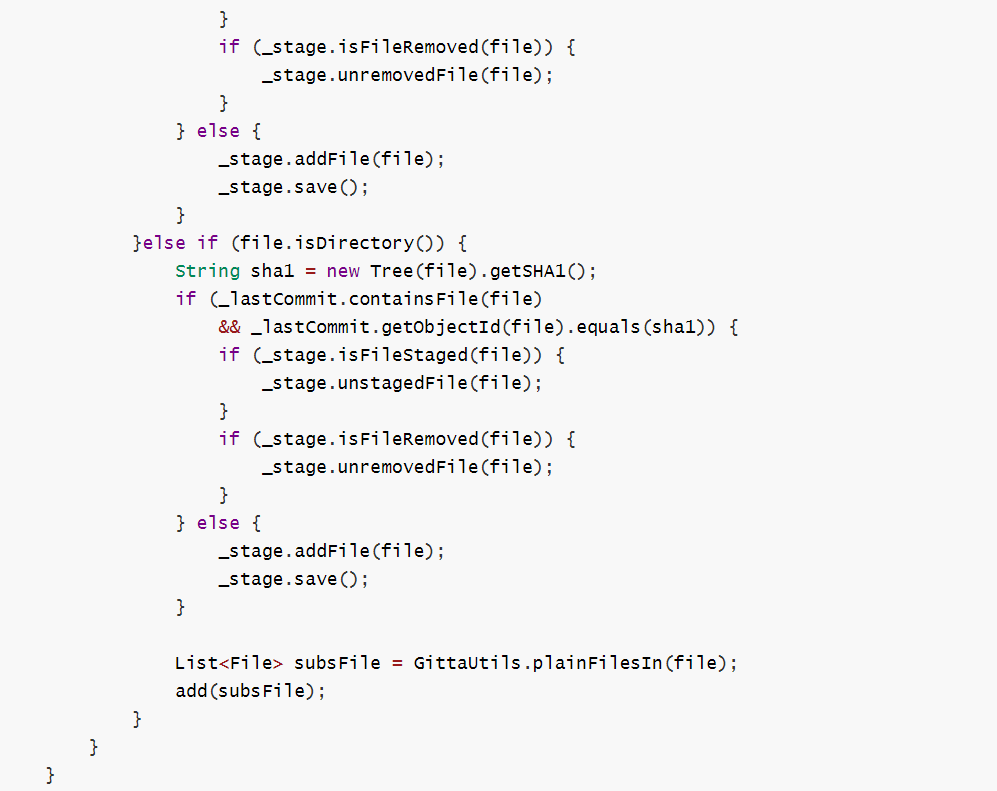 }
                if (_stage.isFileRemoved(file)) {
                    _stage.unremovedFile(file);
                }
            } else {
                _stage.addFile(file);
                _stage.save();
            }
        }else if (file.isDirectory()) {
            String sha1 = new Tree(file).getSHA1();
            if (_lastCommit.containsFile(file)
                && _lastCommit.getObjectId(file).equals(sha1)) {
                if (_stage.isFileStaged(file)) {
                    _stage.unstagedFile(file);
                }
                if (_stage.isFileRemoved(file)) {
                    _stage.unremovedFile(file);
                }
            } else {
                _stage.addFile(file);
                _stage.save();
            }

            List<File> subsFile = GittaUtils.plainFilesIn(file);
            add(subsFile);
        }
    }
}